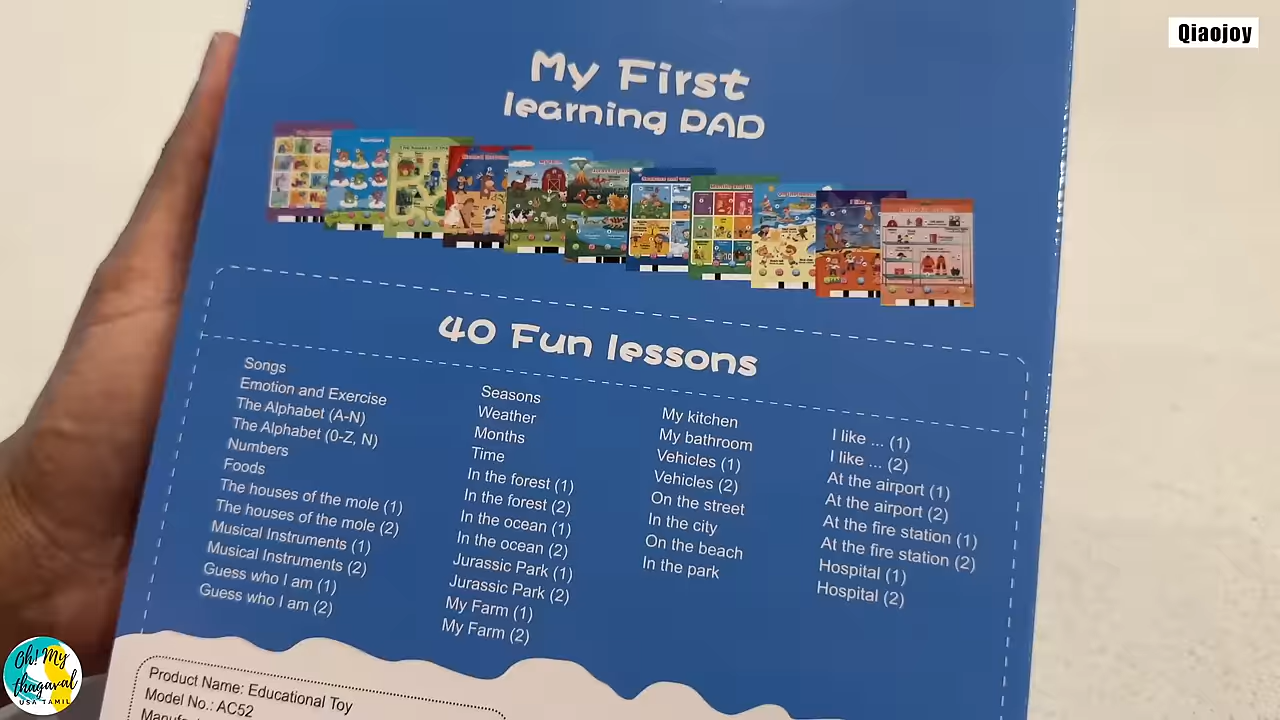 Qiaojoy
My First
learning PAD
40 Fun lessons
Songs
Emotion and Exercise
The Alphabet (A-N)
The Alphabet (0-Z, N)
Numbers
Foods
The houses of the mole (1)
The houses of the mole (2)
Musical Instruments (1)
Musical Instruments (2)
Guess who I am (1)
Guess who I am (2)
Seasons
Weather
Months
Time
In the forest (1)
In the forest (2)
In the ocean (1)
In the ocean (2)
Jurassic Park (1)
Jurassic Park (2)
My Farm (1)
My Farm (2)
My kitchen
My bathroom
Vehicles (1)
Vehicles (2)
On the street
In the city
On the beach
In the park
I like ... (1)
I like ... (2)
At the airport (1)
At the airport (2)
At the fire station (1)
At the fire station (2)
Hospital (1)
Hospital (2)
Product Name: Educational Toy
Model No.: AC52
Oh! My
thagaval
USA TAMIL